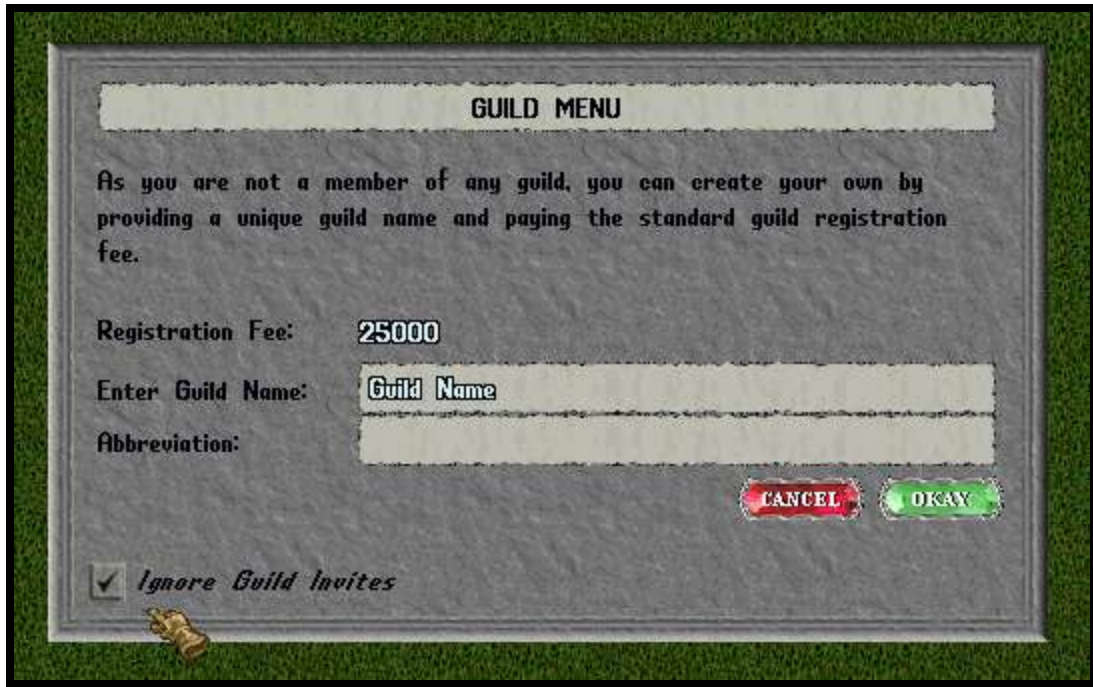 GUILD MENU
As you are not a member of any guild, you can create your own by
providing a unique guild name and paying the standard guild registration
fee.
Registration Fee: 25000
Enter Guild Name: Guild Name
Abbreviation:
CANCEL OKAY
Ignore Guild Invites